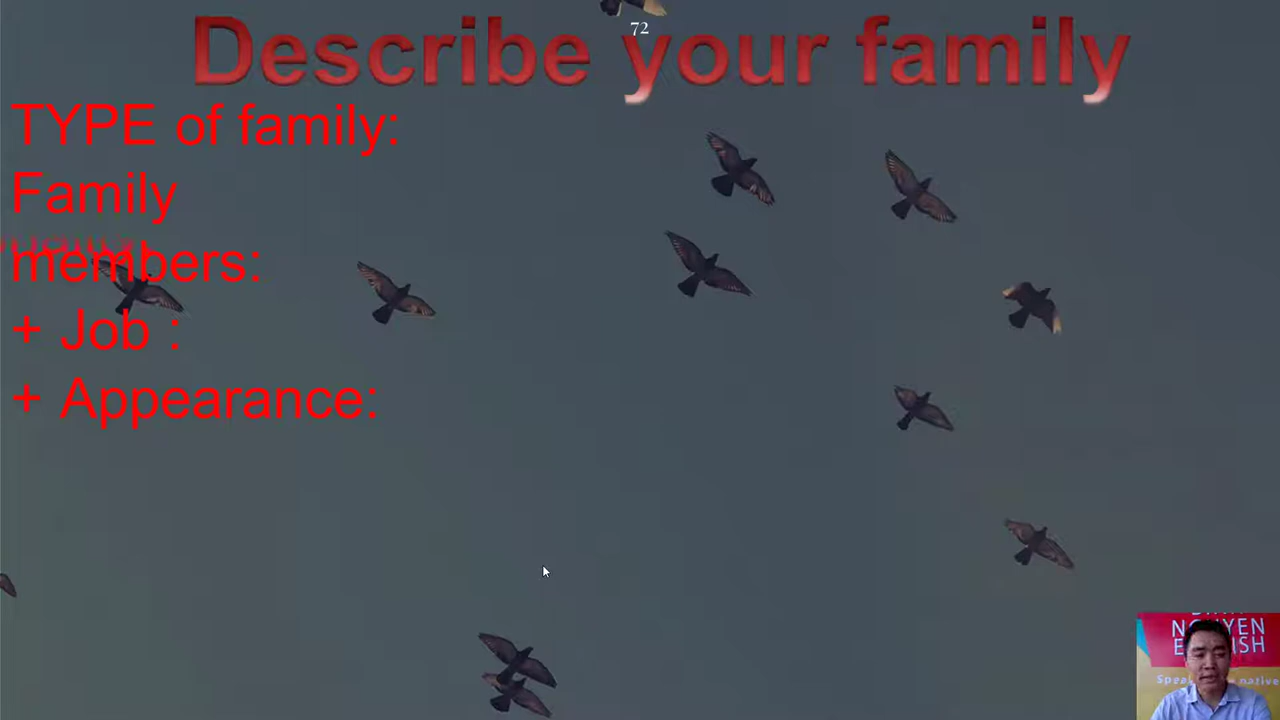 72
Describe your family
TYPE of family:
Family
members:
+ Job :
+ Appearance: